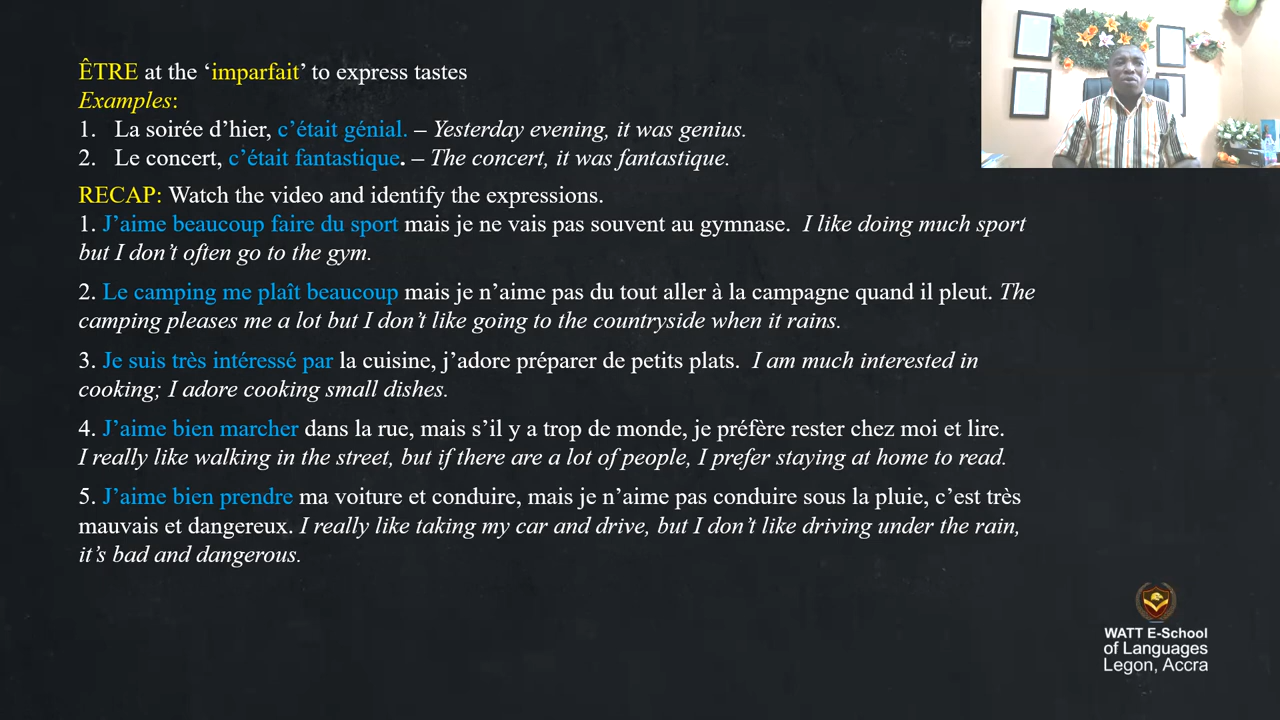 ÊTRE at the ‘imparfait’ to express tastes
Examples:
1. La soirée d’hier, c’était génial. – Yesterday evening, it was genius.
2. Le concert, c’était fantastique. – The concert, it was fantastique.
RECAP: Watch the video and identify the expressions.
1. J’aime beaucoup faire du sport mais je ne vais pas souvent au gymnase. I like doing much sport
but I don’t often go to the gym.
2. Le camping me plaît beaucoup mais je n’aime pas du tout aller à la campagne quand il pleut. The
camping pleases me a lot but I don’t like going to the countryside when it rains.
3. Je suis très intéressé par la cuisine, j’adore préparer de petits plats. I am much interested in
cooking; I adore cooking small dishes.
4. J’aime bien marcher dans la rue, mais s’il y a trop de monde, je préfère rester chez moi et lire.
I really like walking in the street, but if there are a lot of people, I prefer staying at home to read.
5. J’aime bien prendre ma voiture et conduire, mais je n’aime pas conduire sous la pluie, c’est très
mauvais et dangereux. I really like taking my car and drive, but I don’t like driving under the rain,
it’s bad and dangerous.
WATT E-School
of Languages
Legon, Accra